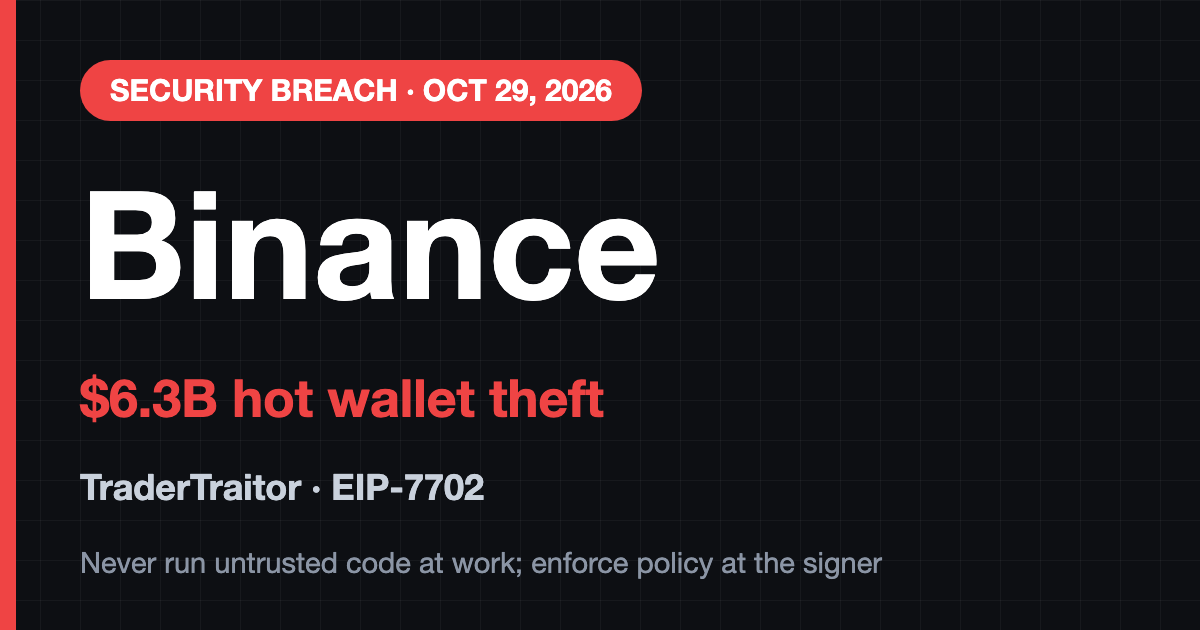 SECURITY BREACH · OCT 29, 2026
Binance
$6.3B hot wallet theft
TraderTraitor · EIP-7702
Never run untrusted code at work; enforce policy at the signer